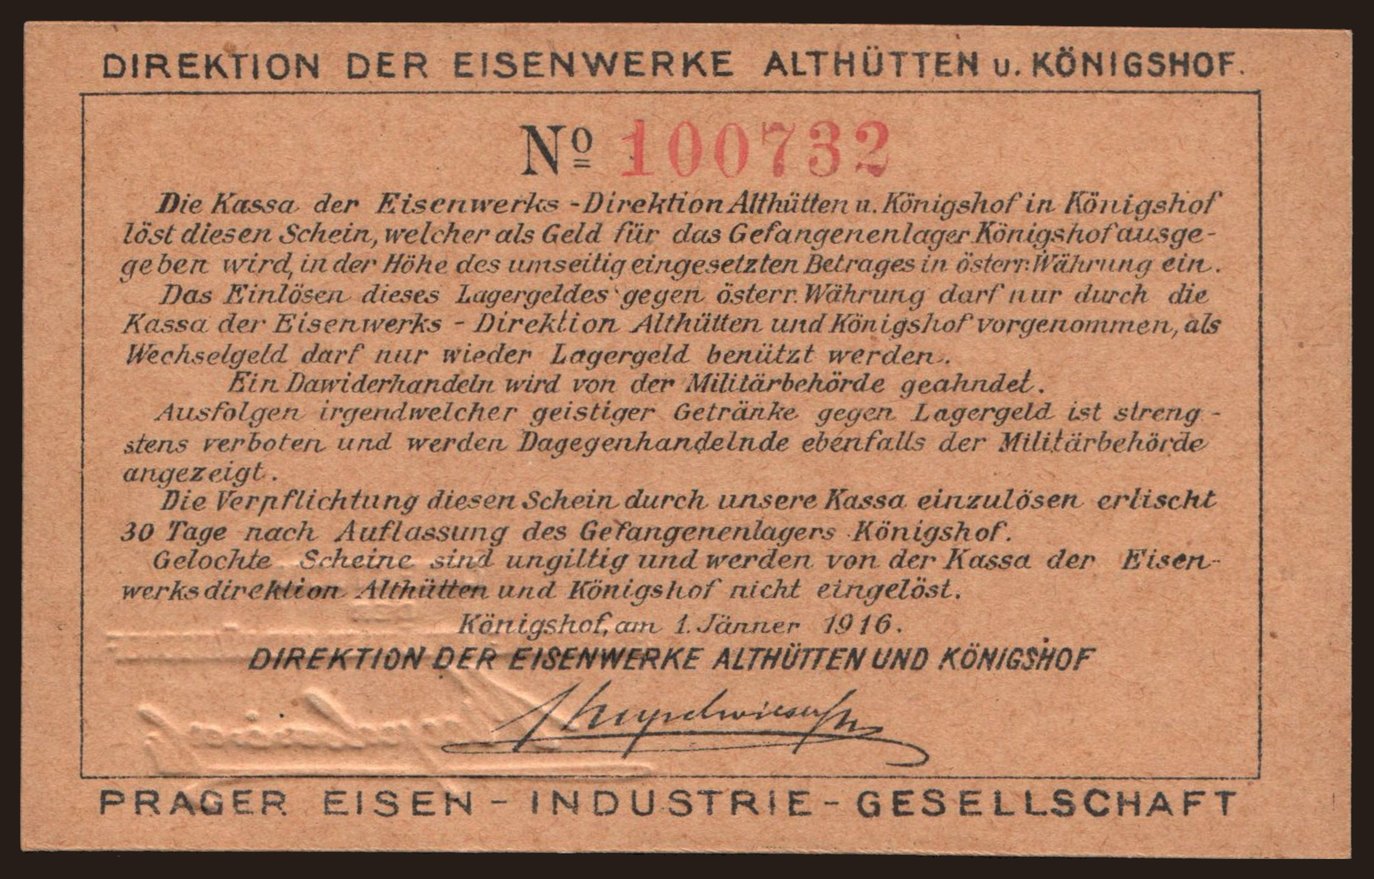 DIREKTION DER EISENWERKE ALTHÜTTEN u. KÖNIGSHOF.
Nº 100732
Die Kassa der Eisenwerks-Direktion Althütten u. Königshof in Königshof
löst diesen Schein, welcher als Geld für das Gefangenenlager Königshof ausge-
geben wird, in der Höhe des umseitig eingesetzten Betrages in österr. Währung ein.
Das Einlösen dieses Lagergeldes gegen österr. Währung darf nur durch die
Kassa der Eisenwerks - Direktion Althütten und Königshof vorgenommen, als
Wechselgeld darf nur wieder Lagergeld benützt werden.
Ein Dawiderhandeln wird von der Militärbehörde geahndet.
Ausfolgen irgendwelcher geistiger Getränke gegen Lagergeld ist streng -
stens verboten und werden Dagegenhandelnde ebenfalls der Militärbehörde
angezeigt.
Die Verpflichtung diesen Schein durch unsere Kassa einzulösen erlischt
30 Tage nach Auflassung des Gefangenenlagers Königshof.
Gelochte Scheine sind ungiltig und werden von der Kassa der Eisen-
werksdirektion Althütten und Königshof nicht eingelöst.
Königshof, am 1. Jänner 1916.
DIREKTION DER EISENWERKE ALTHÜTTEN UND KÖNIGSHOF
PRAGER EISEN - INDUSTRIE - GESELLSCHAFT